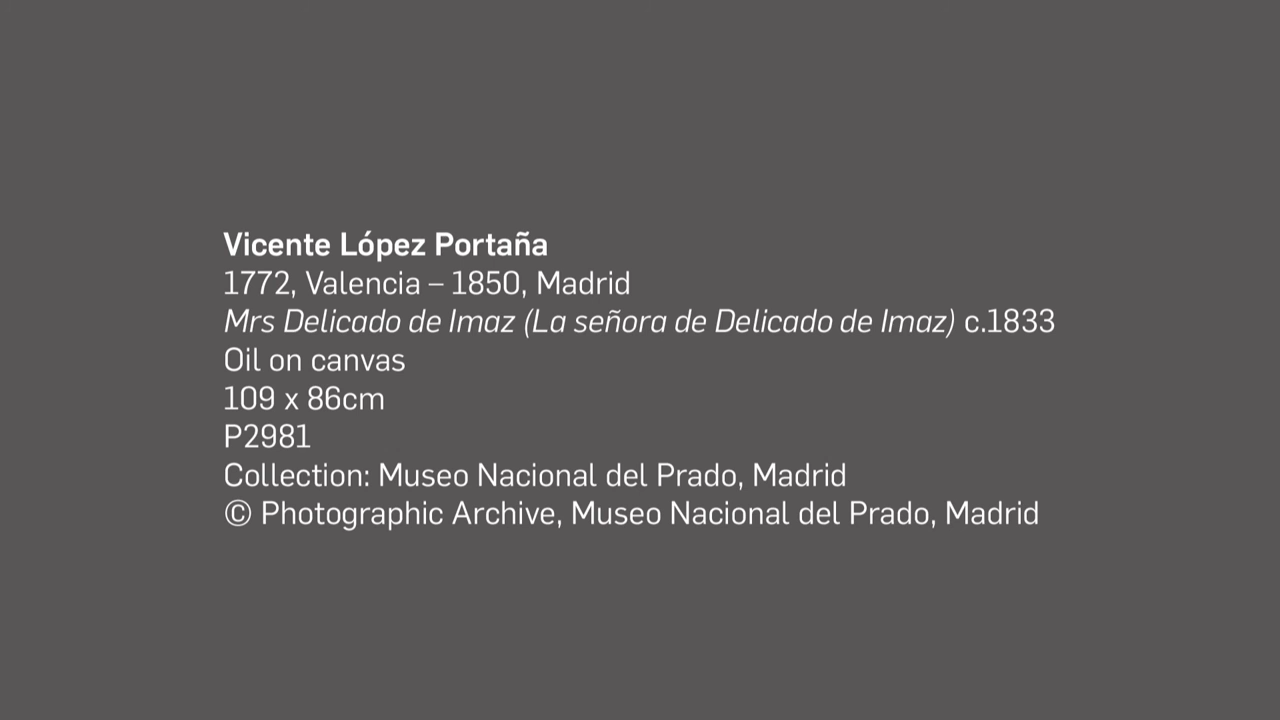 Vicente López Portaña
1772, Valencia – 1850, Madrid
Mrs Delicado de Imaz (La señora de Delicado de Imaz) c.1833
Oil on canvas
109 x 86cm
P2981
Collection: Museo Nacional del Prado, Madrid
© Photographic Archive, Museo Nacional del Prado, Madrid